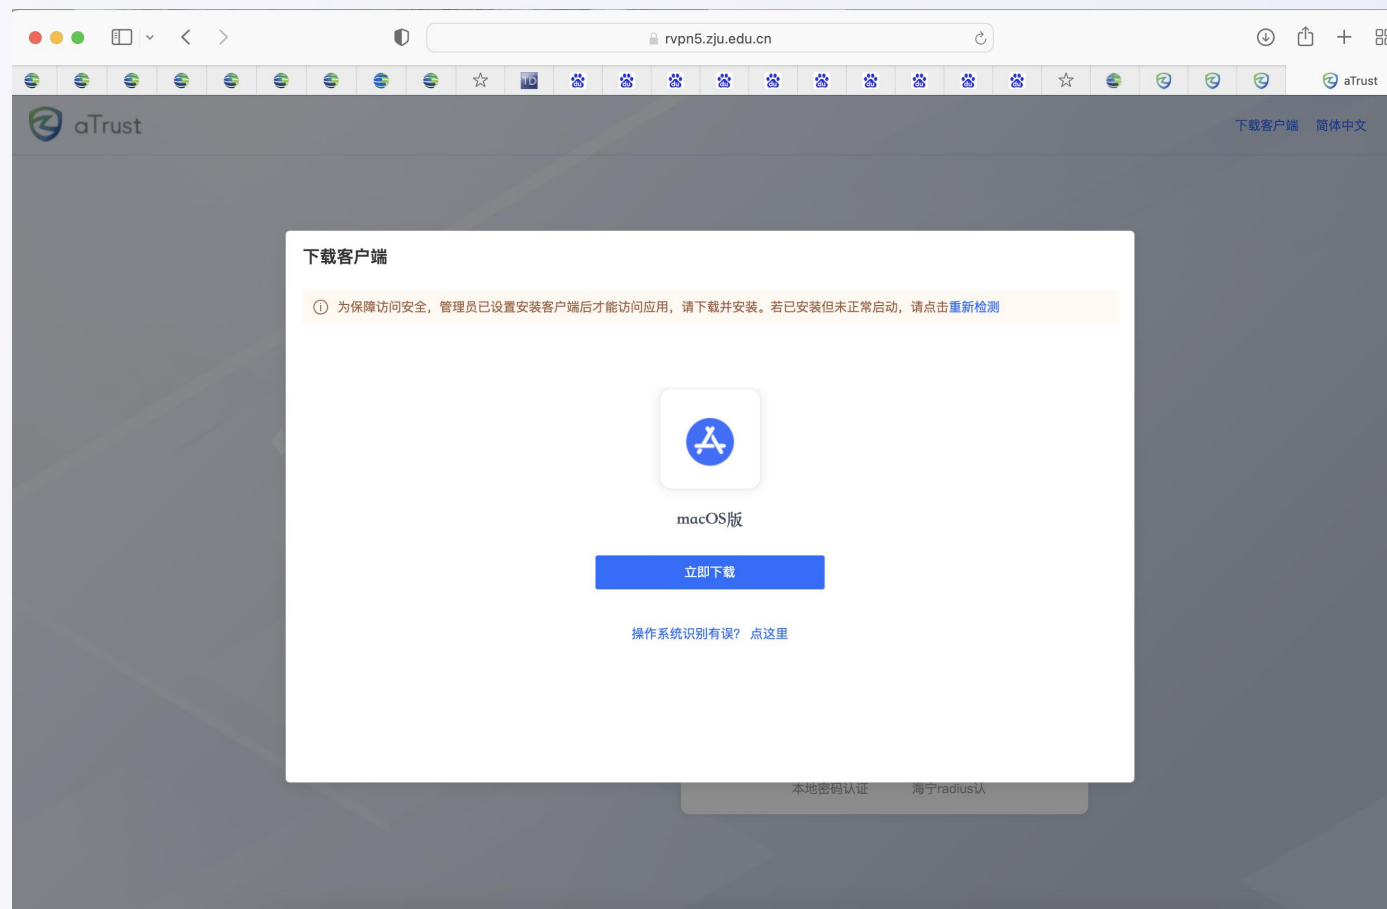 rvpn5.zju.edu.cn
TD
aTrust
aTrust
下载客户端 简体中文
下载客户端
为保障访问安全，管理员已设置安装客户端后才能访问应用，请下载并安装。若已安装但未正常启动，请点击重新检测
macOS版
立即下载
操作系统识别有误？ 点这里
本地密码认证 海宁radius认